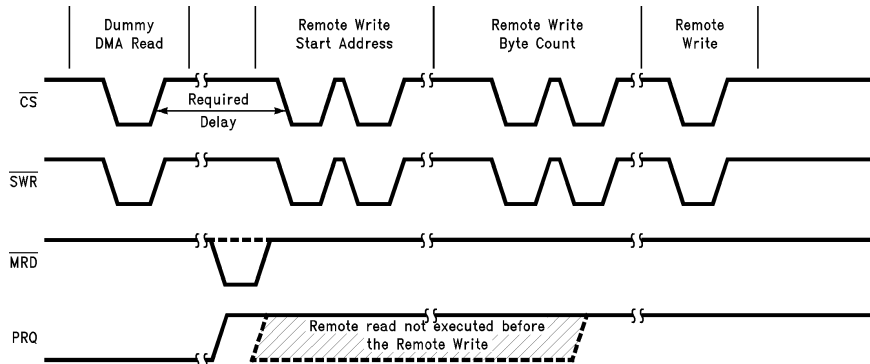 Dummy
DMA Read
Remote Write
Start Address
Remote Write
Byte Count
Remote
Write
CS
Required
Delay
SWR
MRD
PRQ
Remote read not executed before
the Remote Write